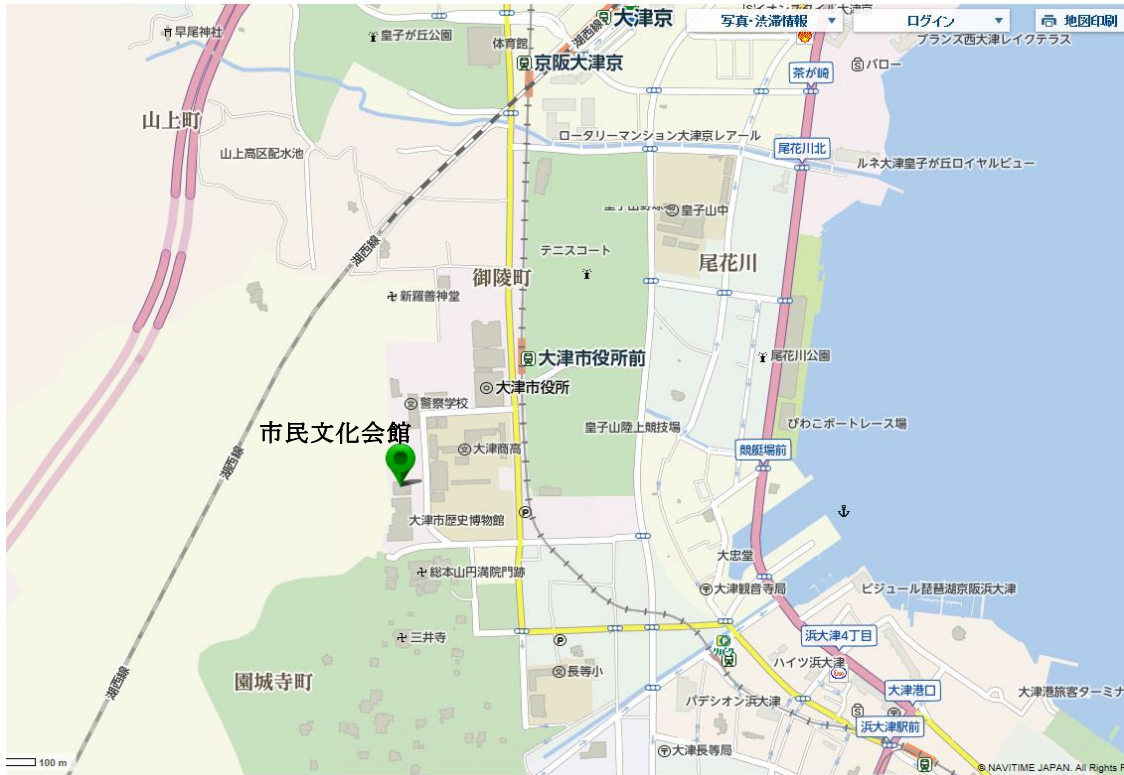 大津京
写真・渋滞情報
ログイン
地図印刷
早尾神社
皇子が丘公園
体育館
湖西線
京阪大津京
ブランズ西大津レイクテラス
バロー
茶が崎
山上町
山上高区配水池
ロータリーマンション大津京レアール
尾花川北
ルネ大津皇子が丘ロイヤルビュー
皇子山中
テニスコート
湖西線
御陵町
尾花川
新羅善神堂
大津市役所前
尾花川公園
大津市役所
警察学校
市民文化会館
大津商高
皇子山陸上競技場
びわこボートレース場
競艇場前
湖西線
大津市歴史博物館
P
大忠堂
総本山円満院門跡
大津観音寺局
ビジュール琵琶湖京阪浜大津
三井寺
P
浜大津4丁目
ハイツ浜大津
園城寺町
長等小
湖西線
パデシオン浜大津
大津港口
大津港旅客ターミナ
浜大津駅前
大津長等局
100 m
© NAVITIME JAPAN. All Rights R